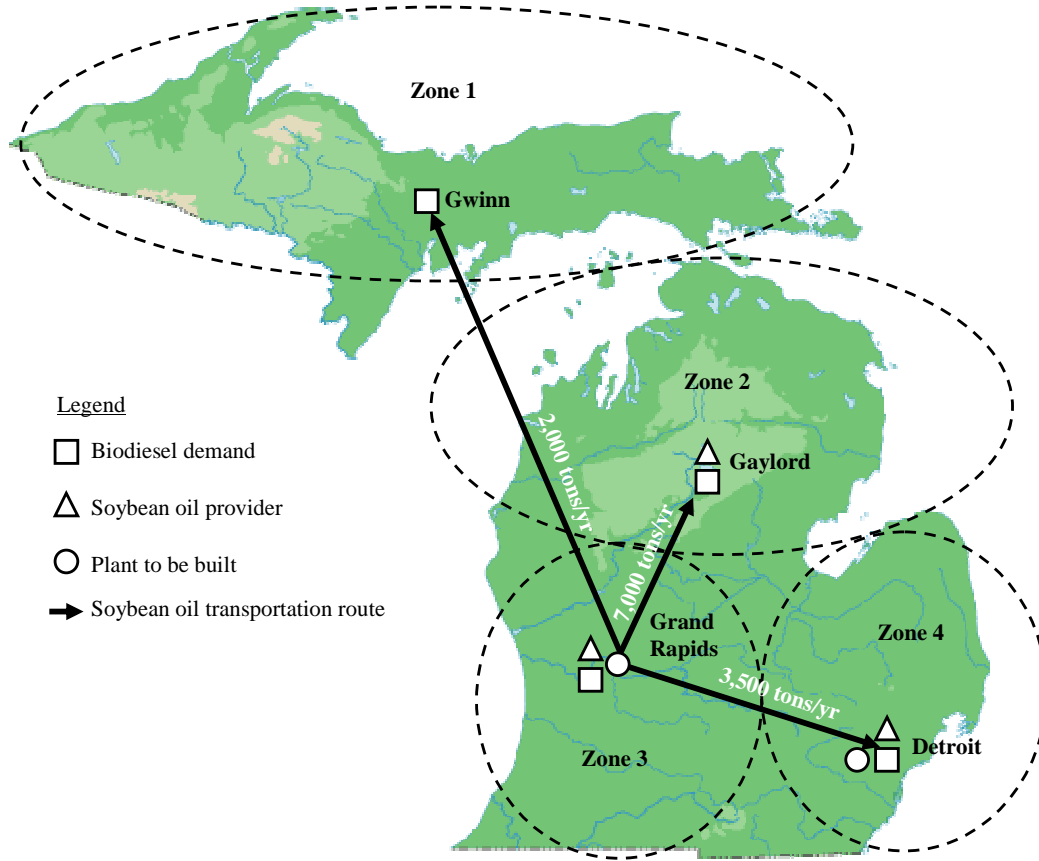 Zone 1
Gwinn
Zone 2
Gaylord
Legend
Biodiesel demand
Soybean oil provider
Plant to be built
Soybean oil transportation route
2,000 tons/yr
7,000 tons/yr
Grand
Rapids
Zone 4
3,500 tons/yr
Detroit
Zone 3